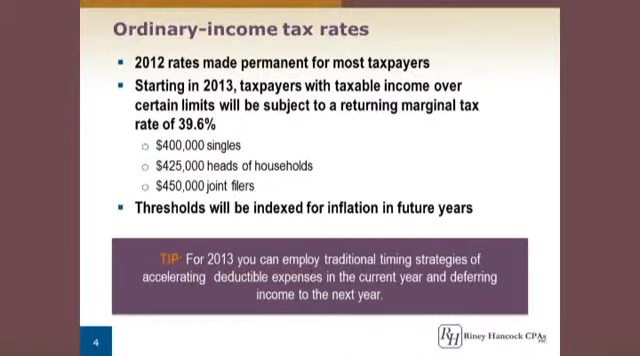 Ordinary-income tax rates
2012 rates made permanent for most taxpayers
Starting in 2013, taxpayers with taxable income over
certain limits will be subject to a returning marginal tax
rate of 39.6%
$400,000 singles
$425,000 heads of households
$450,000 joint filers
Thresholds will be indexed for inflation in future years
TIP: For 2013 you can employ traditional timing strategies of
accelerating deductible expenses in the current year and deferring
income to the next year.
4
RH Riney Hancock CPAs